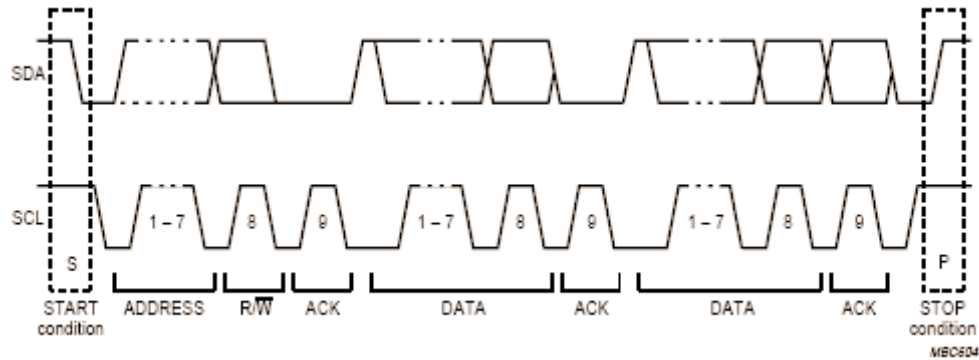 SDA
SCL
1 – 7
8
9
1 – 7
8
9
1 – 7
8
9
S
P
START
condition
ADDRESS
R/W̅
ACK
DATA
ACK
DATA
ACK
STOP
condition
MBC604